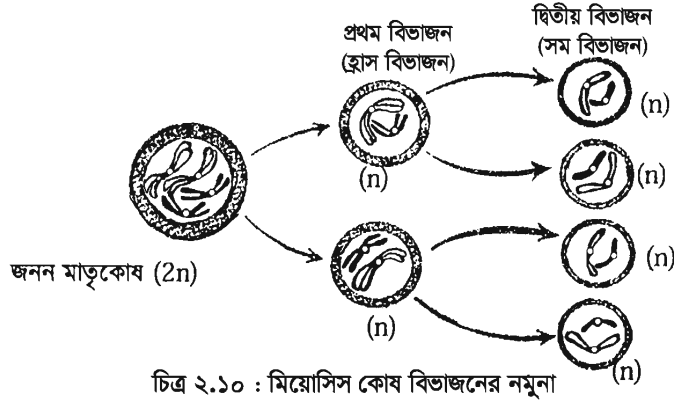 প্রথম বিভাজন
(হ্রাস বিভাজন)
দ্বিতীয় বিভাজন
(সম বিভাজন)
(n)
(n)
(n)
(n)
জনন মাতৃকোষ (2n)
(n)
(n)
চিত্র ২.১০ : মিয়োসিস কোষ বিভাজনের নমুনা